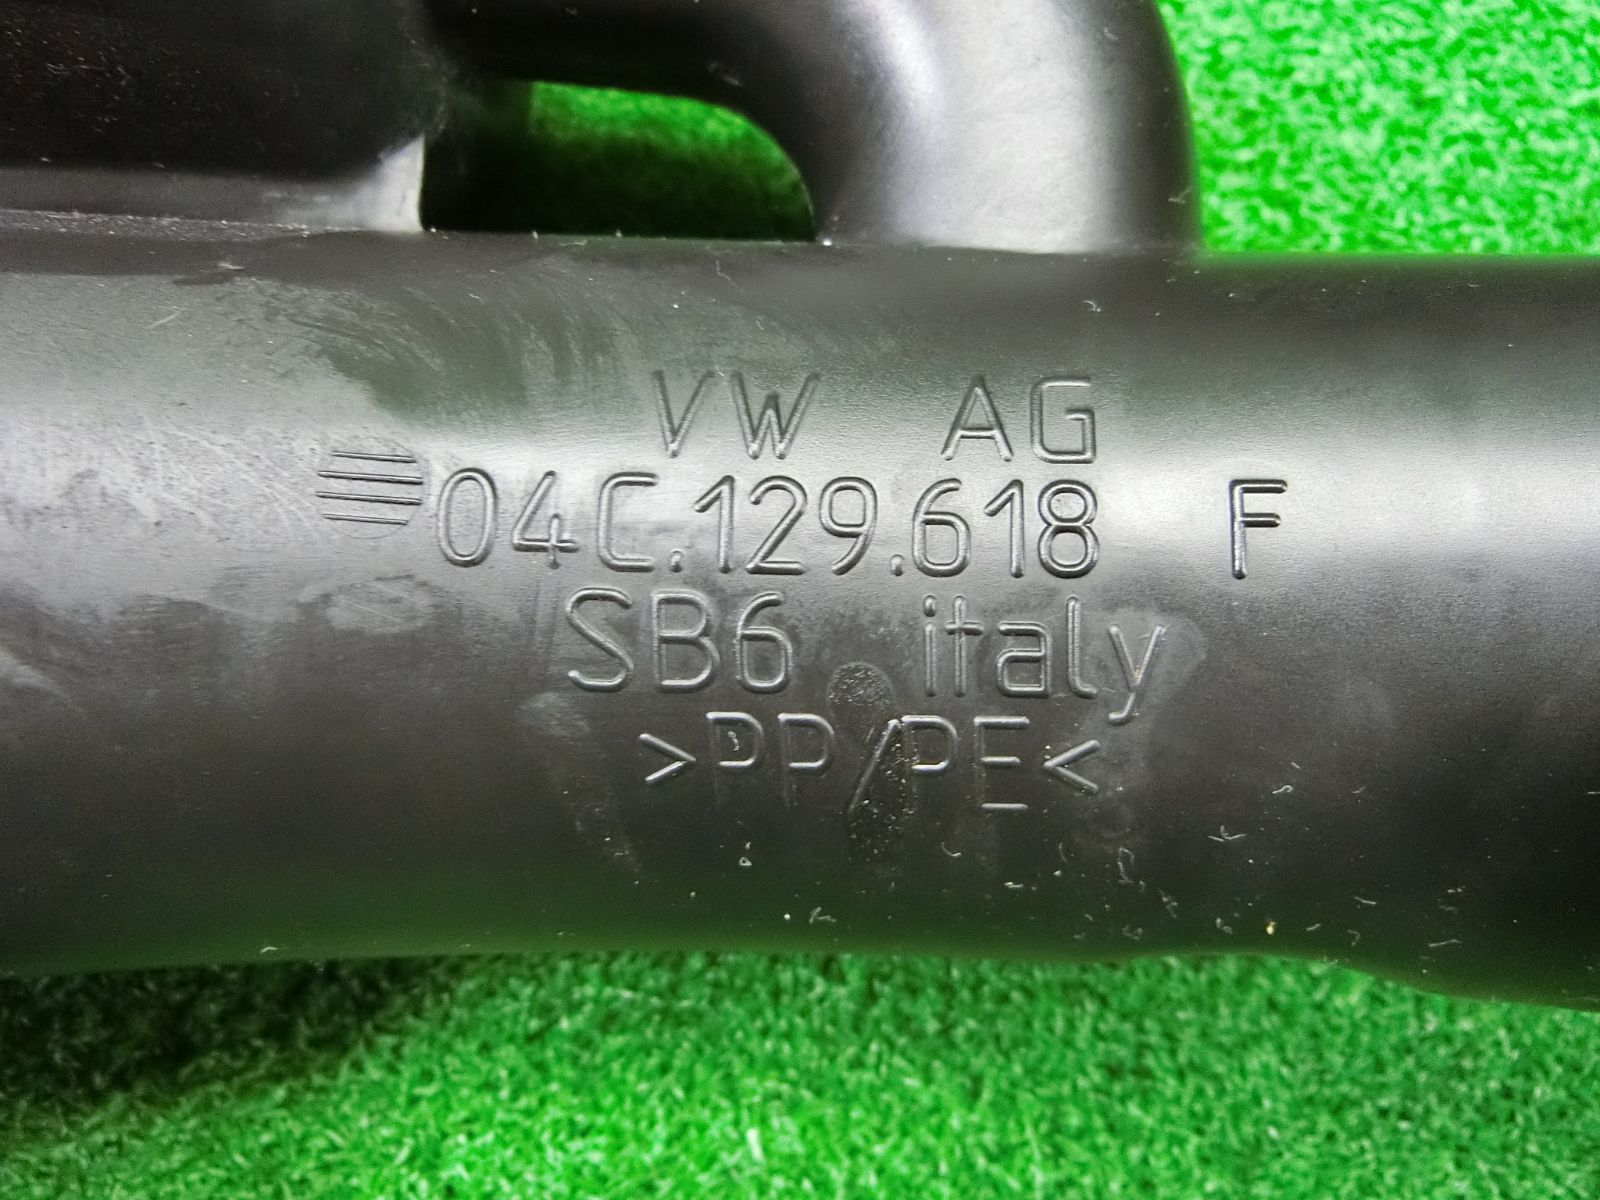 VW AG
04C.129.618 F
SB6 italy
>PP/PE<